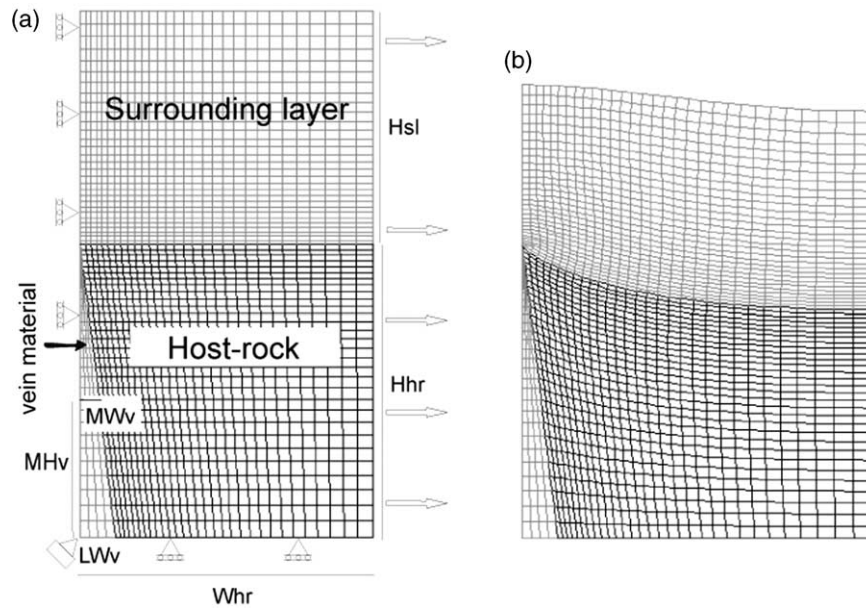 (a)
(b)
Surrounding layer
Hsl
vein material
Host-rock
Hhr
MWv
MHv
LWv
Whr